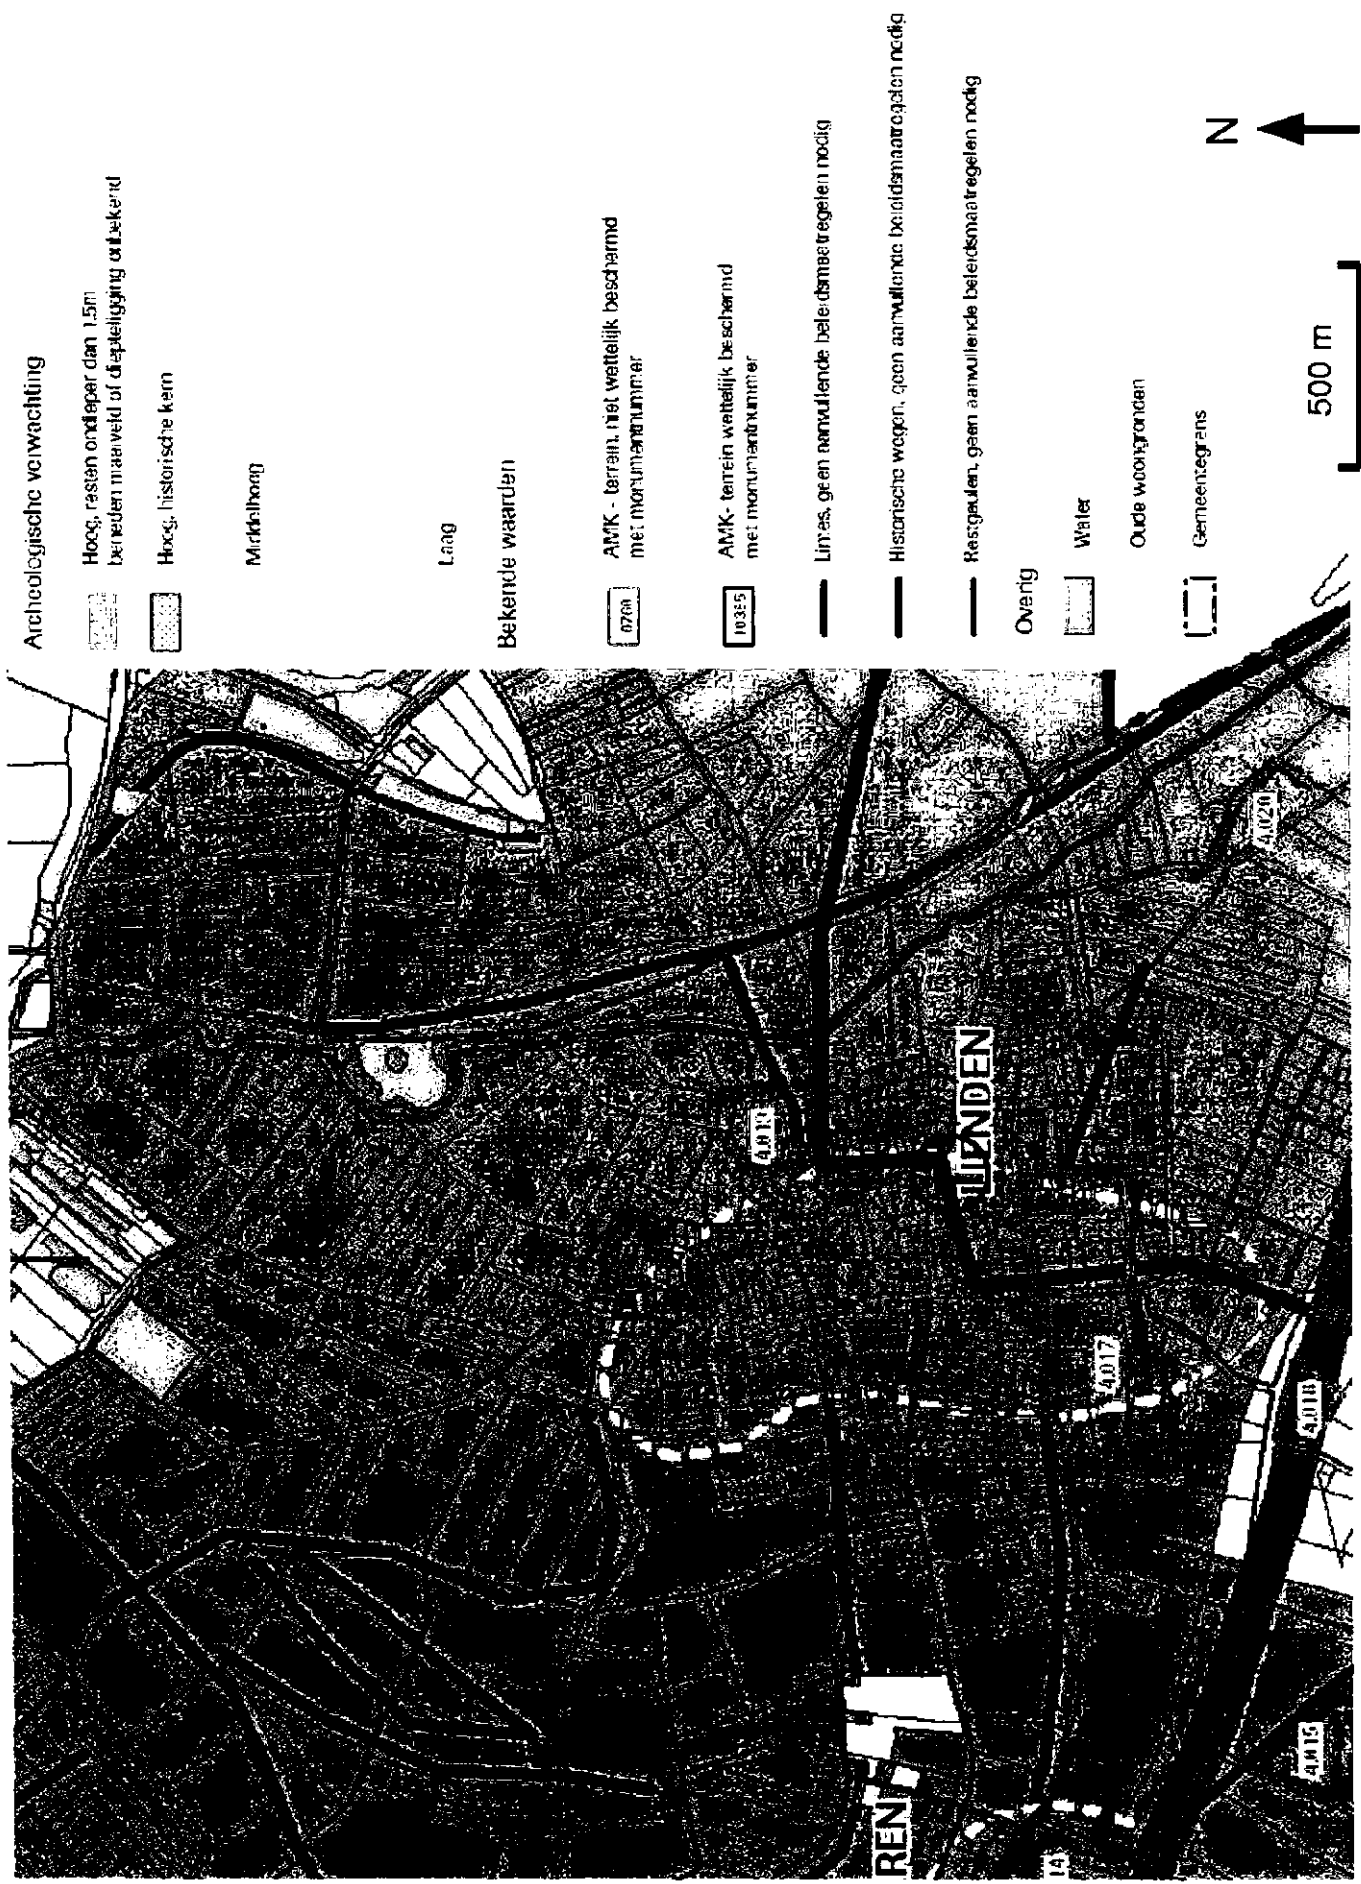 Archeologische verwachting
Hoog, resten ondieper dan 1.5m
beneden maaiveld of diepteligging onbekend
Hoog, historische kern
Middelhoog
Laag
Bekende waarden
AMK - terrein, niet wettelijk beschermd
met monumentnummer
AMK- terrein wettelijk beschermd
met monumentnummer
Limes, geen aanvullende beleidsmaatregelen nodig
Historische wegen, geen aanvullende beleidsmaatregelen nodig
Restgeulen, geen aanvullende beleidsmaatregelen nodig
Overig
Water
Oude woongronden
Gemeentegrens
500 m
N
LIENDEN
REN
4.017
4.018
4.015
4.020